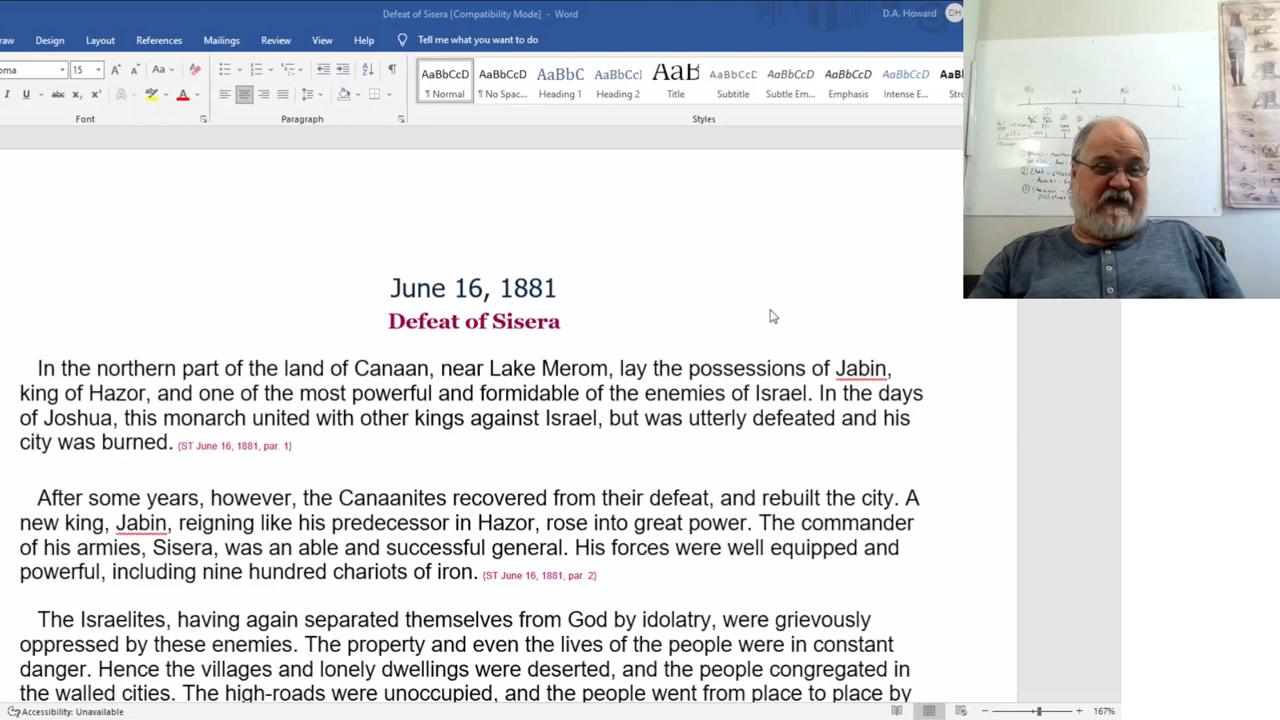 Defeat of Sisera [Compatibility Mode] - Word
D.A. Howard
DH
Design
Layout
References
Mailings
Review
View
Help
Tell me what you want to do
15
Aa
AaBbCcD
AaBbCcD
AaBbC
AaBbCcI
AaB
AaBbCcD
AaBbCcD
AaBbCcD
AaBbCcD
¶ Normal
¶ No Spac...
Heading 1
Heading 2
Title
Subtitle
Subtle Em...
Emphasis
Intense E...
Font
Paragraph
Styles
June 16, 1881
Defeat of Sisera
In the northern part of the land of Canaan, near Lake Merom, lay the possessions of Jabin,
king of Hazor, and one of the most powerful and formidable of the enemies of Israel. In the days
of Joshua, this monarch united with other kings against Israel, but was utterly defeated and his
city was burned. {ST June 16, 1881, par. 1}
After some years, however, the Canaanites recovered from their defeat, and rebuilt the city. A
new king, Jabin, reigning like his predecessor in Hazor, rose into great power. The commander
of his armies, Sisera, was an able and successful general. His forces were well equipped and
powerful, including nine hundred chariots of iron. {ST June 16, 1881, par. 2}
The Israelites, having again separated themselves from God by idolatry, were grievously
oppressed by these enemies. The property and even the lives of the people were in constant
danger. Hence the villages and lonely dwellings were deserted, and the people congregated in
the walled cities. The high-roads were unoccupied, and the people went from place to place by
Accessibility: Unavailable
167%